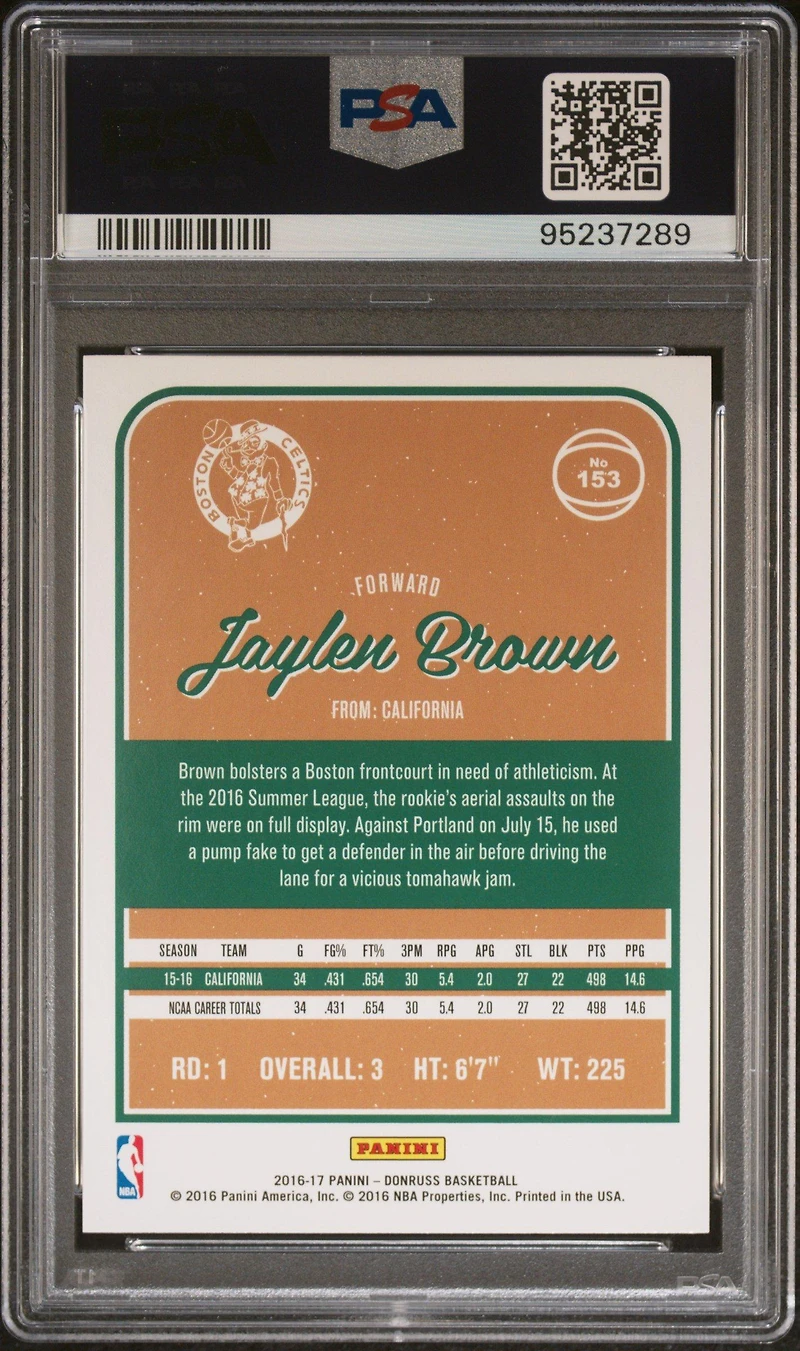 PSA
95237289
BOSTON CELTICS
No
153
FORWARD
Jaylen Brown
FROM: CALIFORNIA
Brown bolsters a Boston frontcourt in need of athleticism. At
the 2016 Summer League, the rookie's aerial assaults on the
rim were on full display. Against Portland on July 15, he used
a pump fake to get a defender in the air before driving the
lane for a vicious tomahawk jam.
SEASON TEAM G FG% FT% 3PM RPG APG STL BLK PTS PPG
15-16 CALIFORNIA 34 .431 .654 30 5.4 2.0 27 22 498 14.6
NCAA CAREER TOTALS 34 .431 .654 30 5.4 2.0 27 22 498 14.6
RD: 1 OVERALL: 3 HT: 6'7" WT: 225
PANINI
NBA
2016-17 PANINI – DONRUSS BASKETBALL
© 2016 Panini America, Inc. © 2016 NBA Properties, Inc. Printed in the USA.
PSA